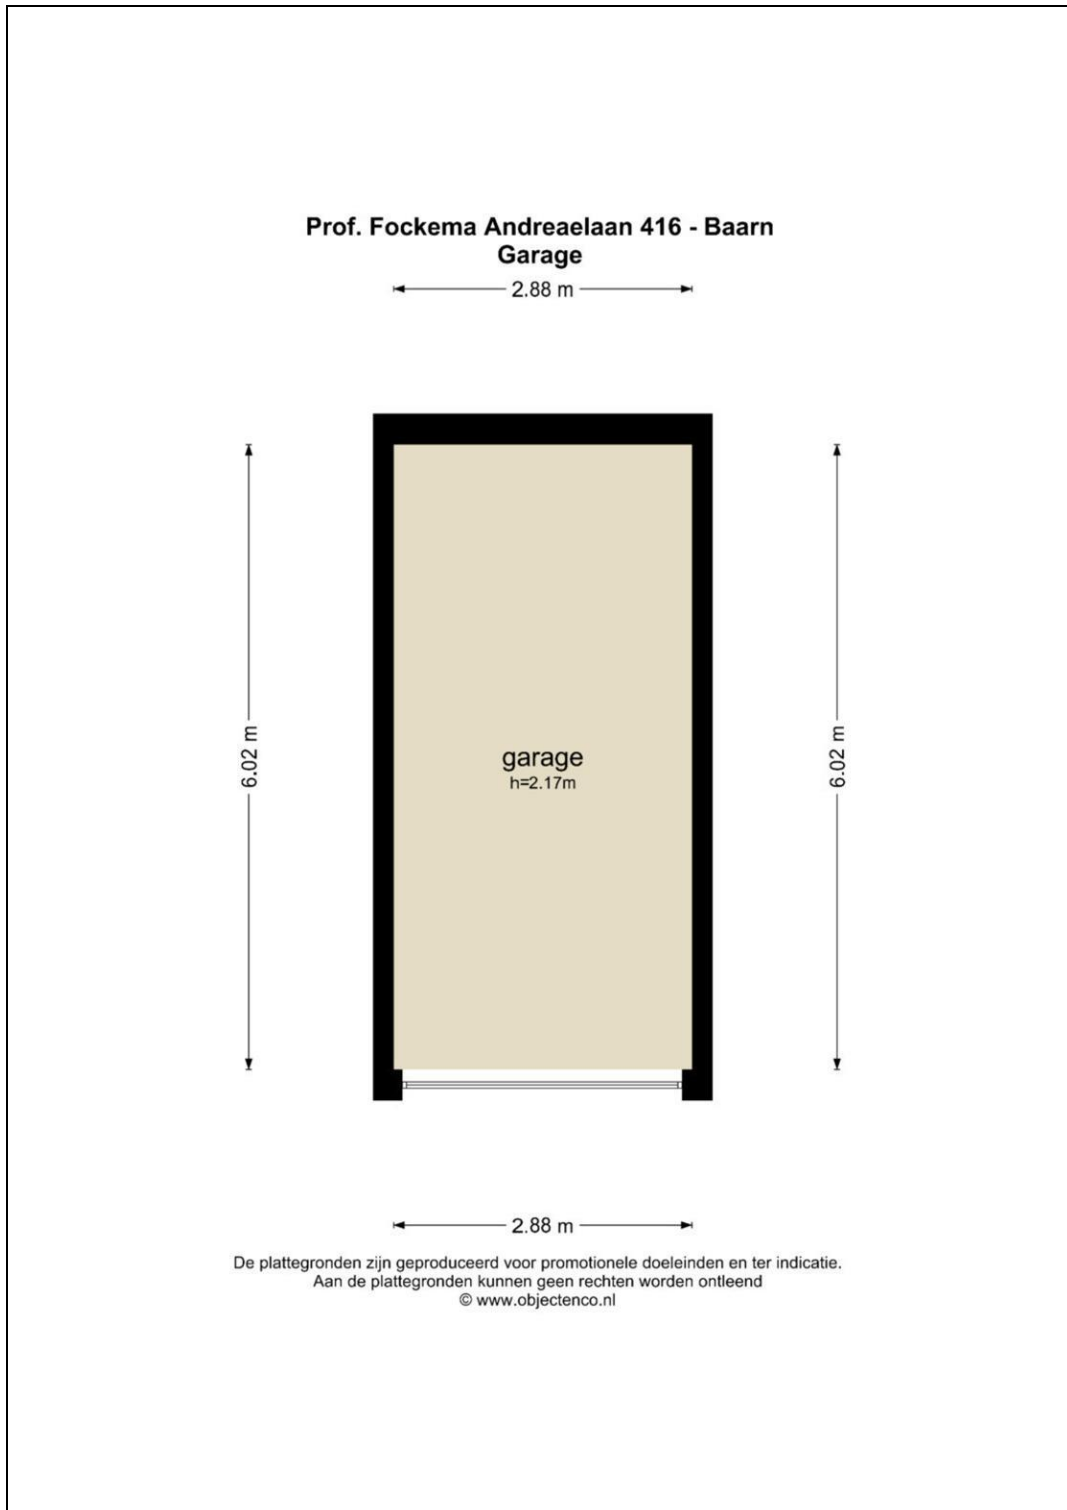 Prof. Fockema Andreaelaan 416 - Baarn
Garage
2.88 m
6.02 m
6.02 m
garage
h=2.17m
2.88 m
De plattegronden zijn geproduceerd voor promotionele doeleinden en ter indicatie.
Aan de plattegronden kunnen geen rechten worden ontleend
© www.objectenco.nl